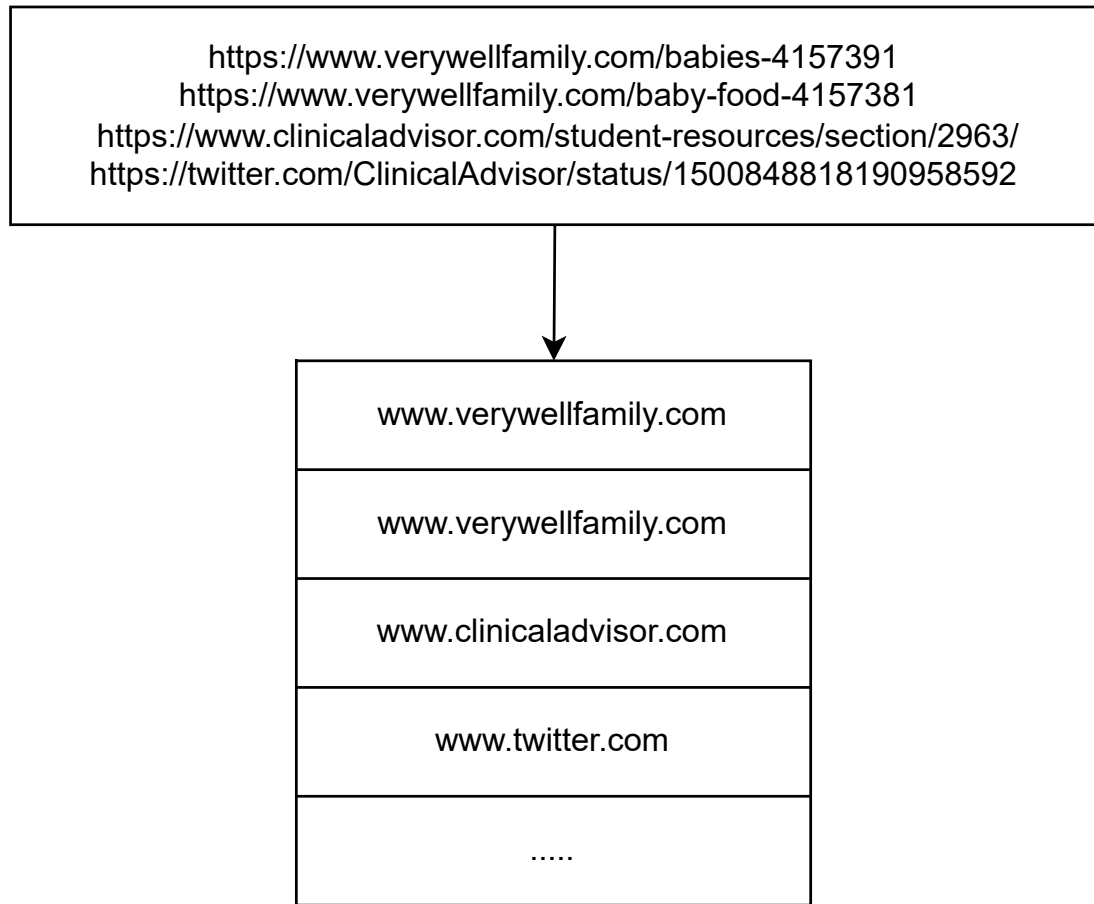 https://www.verywellfamily.com/babies-4157391
https://www.verywellfamily.com/baby-food-4157381
https://www.clinicaladvisor.com/student-resources/section/2963/
https://twitter.com/ClinicalAdvisor/status/1500848818190958592
www.verywellfamily.com
www.verywellfamily.com
www.clinicaladvisor.com
www.twitter.com
.....